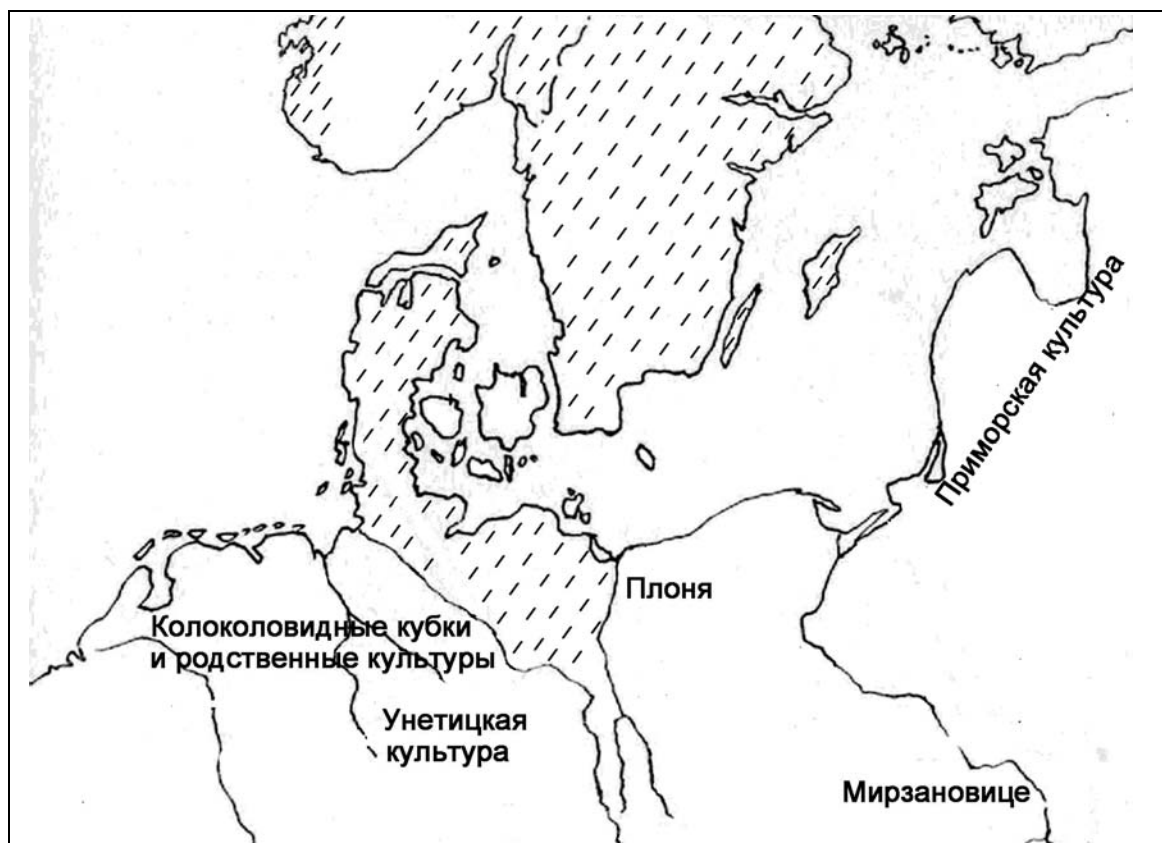 Приморская культура
Плоня
Колоколовидные кубки
и родственные культуры
Унетицкая
культура
Мирзановице